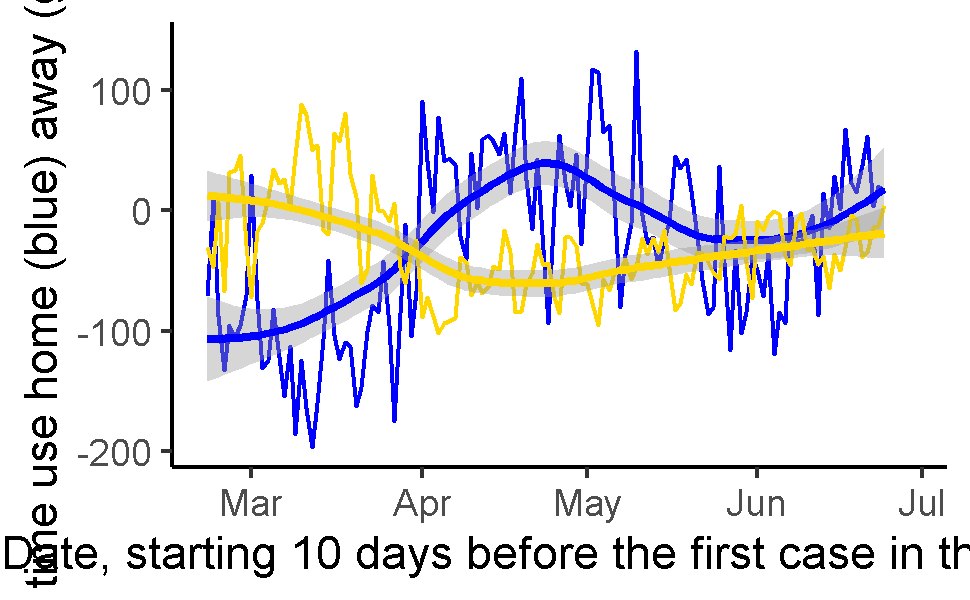 time use home (blue) away (
100
0
-100
-200
Mar Apr May Jun Jul
Date, starting 10 days before the first case in th